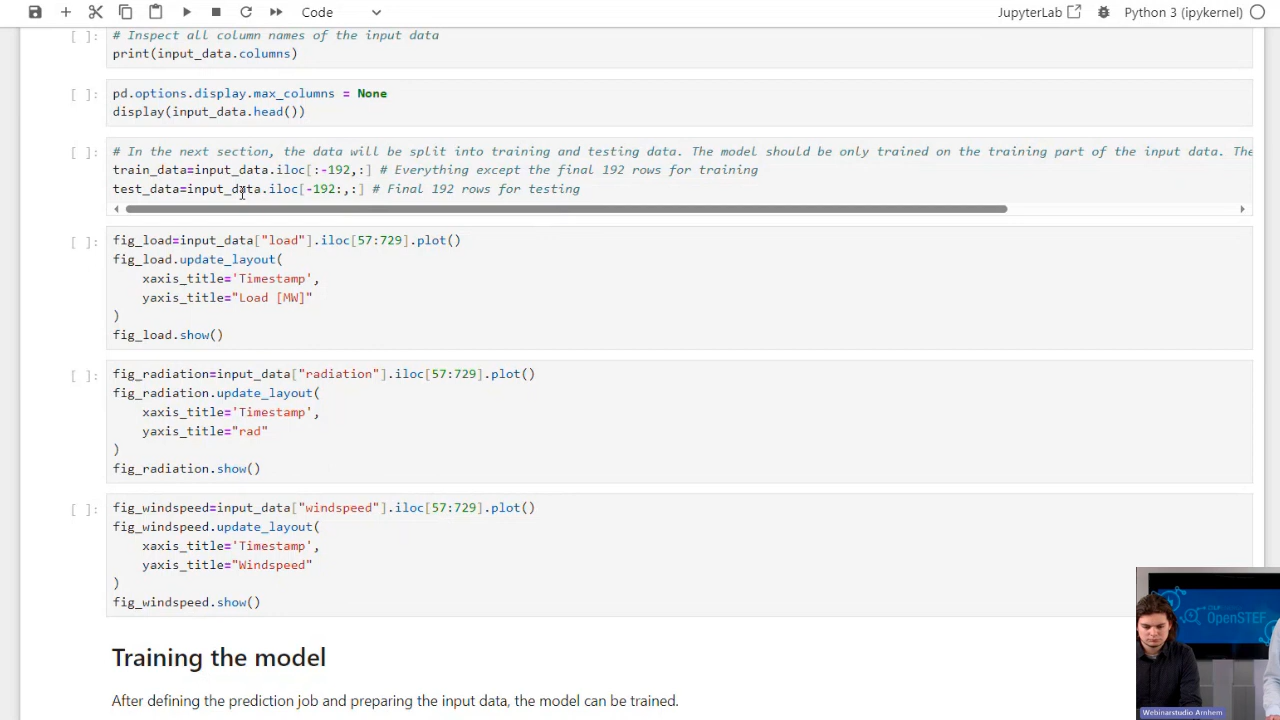 Code
JupyterLab
Python 3 (ipykernel)
[ ]:
# Inspect all column names of the input data
print(input_data.columns)
[ ]:
pd.options.display.max_columns = None
display(input_data.head())
[ ]:
# In the next section, the data will be split into training and testing data. The model should be only trained on the training part of the input data. The
train_data=input_data.iloc[:-192,:] # Everything except the final 192 rows for training
test_data=input_data.iloc[-192:,:] # Final 192 rows for testing
[ ]:
fig_load=input_data["load"].iloc[57:729].plot()
fig_load.update_layout(
xaxis_title='Timestamp',
yaxis_title="Load [MW]"
)
fig_load.show()
[ ]:
fig_radiation=input_data["radiation"].iloc[57:729].plot()
fig_radiation.update_layout(
xaxis_title='Timestamp',
yaxis_title="rad"
)
fig_radiation.show()
[ ]:
fig_windspeed=input_data["windspeed"].iloc[57:729].plot()
fig_windspeed.update_layout(
xaxis_title='Timestamp',
yaxis_title="Windspeed"
)
fig_windspeed.show()
Training the model
After defining the prediction job and preparing the input data, the model can be trained.
OpenSTEF
Webinarstudio Arnhem